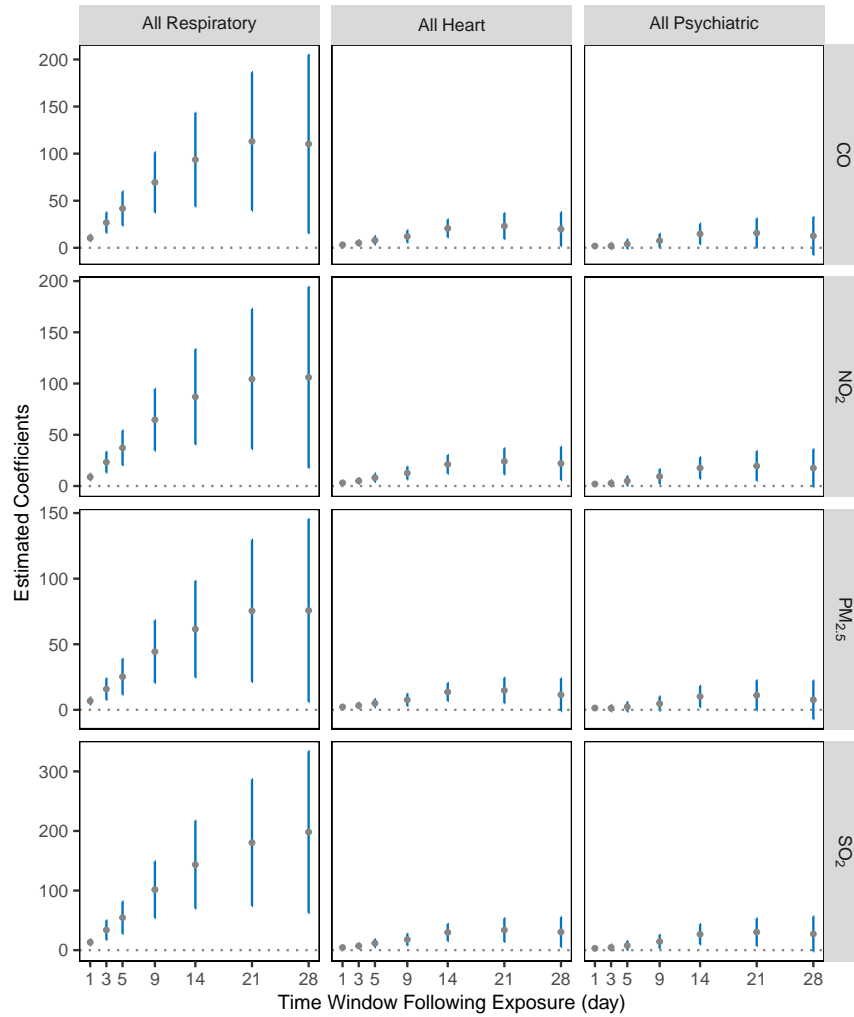 All Respiratory All Heart All Psychiatric
200
150
100
50
0
CO
200
150
100
50
0
NO2
Estimated Coefficients
150
100
50
0
PM2.5
300
200
100
0
SO2
1 3 5 9 14 21 28 1 3 5 9 14 21 28 1 3 5 9 14 21 28
Time Window Following Exposure (day)